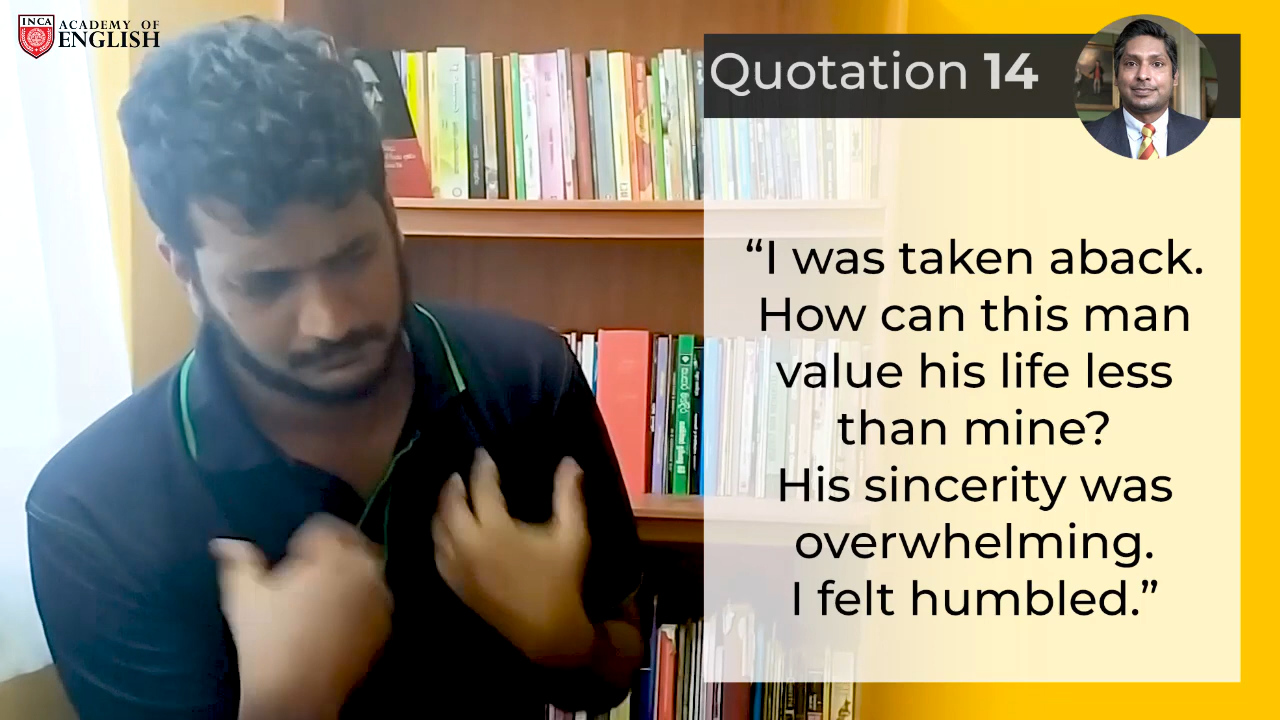 INCA
ACADEMY OF
ENGLISH
Quotation 14
“I was taken aback.
How can this man
value his life less
than mine?
His sincerity was
overwhelming.
I felt humbled.”